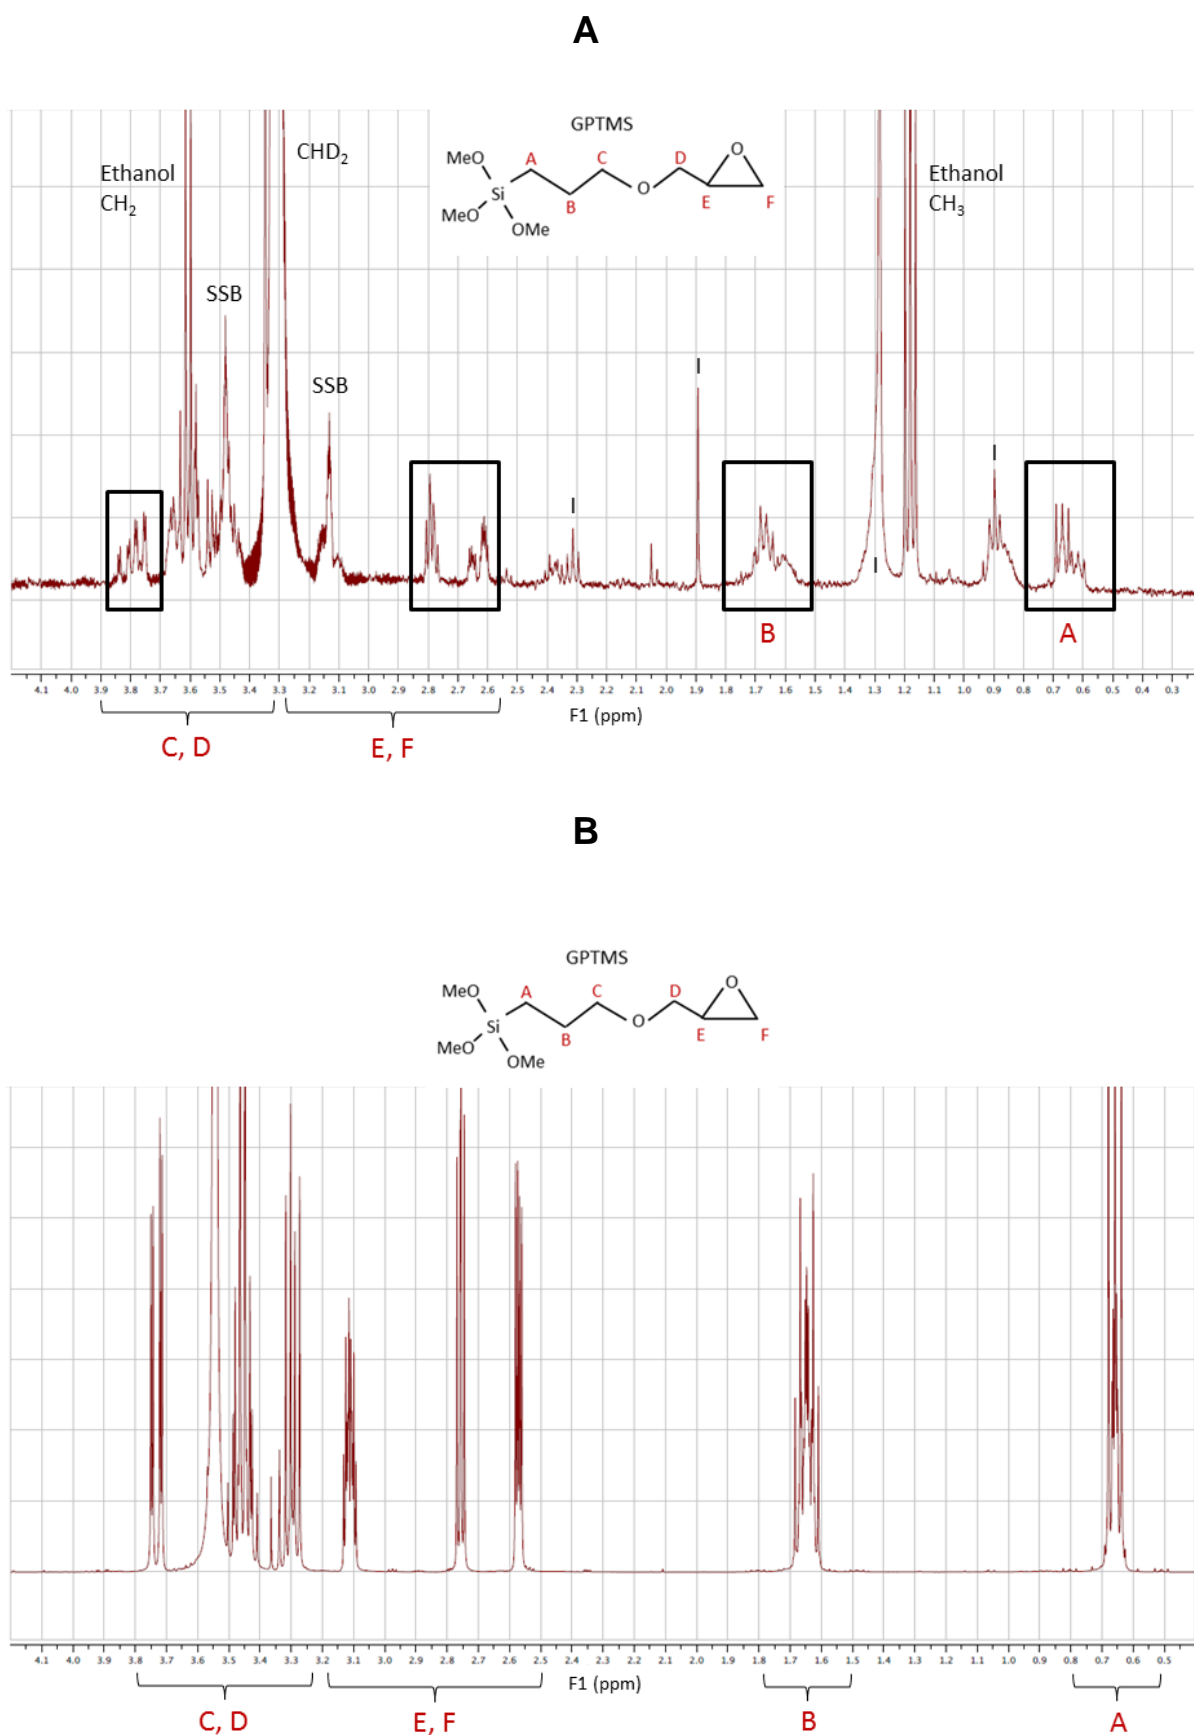 A
GPTMS
MeO
MeO
OMe
Si
O
O
A
B
C
D
E
F
Ethanol
CH2
CHD2
Ethanol
CH3
SSB
SSB
I
I
I
I
B
A
4.1 4.0 3.9 3.8 3.7 3.6 3.5 3.4 3.3 3.2 3.1 3.0 2.9 2.8 2.7 2.6 2.5 2.4 2.3 2.2 2.1 2.0 1.9 1.8 1.7 1.6 1.5 1.4 1.3 1.2 1.1 1.0 0.9 0.8 0.7 0.6 0.5 0.4 0.3
F1 (ppm)
C, D
E, F
B
GPTMS
MeO
MeO
OMe
Si
O
O
A
B
C
D
E
F
4.1 4.0 3.9 3.8 3.7 3.6 3.5 3.4 3.3 3.2 3.1 3.0 2.9 2.8 2.7 2.6 2.5 2.4 2.3 2.2 2.1 2.0 1.9 1.8 1.7 1.6 1.5 1.4 1.3 1.2 1.1 1.0 0.9 0.8 0.7 0.6 0.5
F1 (ppm)
C, D
E, F
B
A